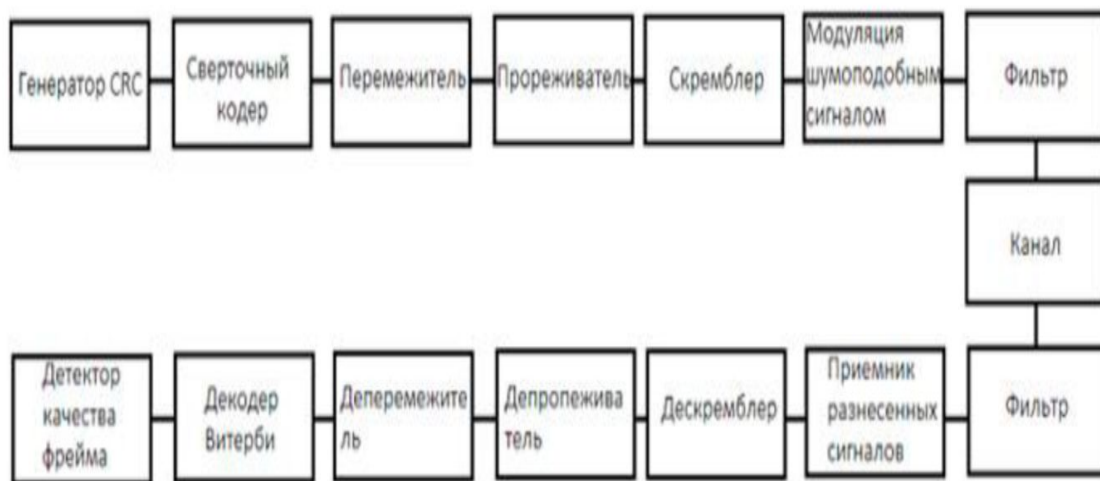 Генератор CRC
Сверточный
кодер
Перемежитель
Прореживатель
Скремблер
Модуляция
шумоподобным
сигналом
Фильтр
Канал
Детектор
качества
фрейма
Декодер
Витерби
Деперемежите
ль
Депропежива
тель
Дескремблер
Приемник
разнесенных
сигналов
Фильтр